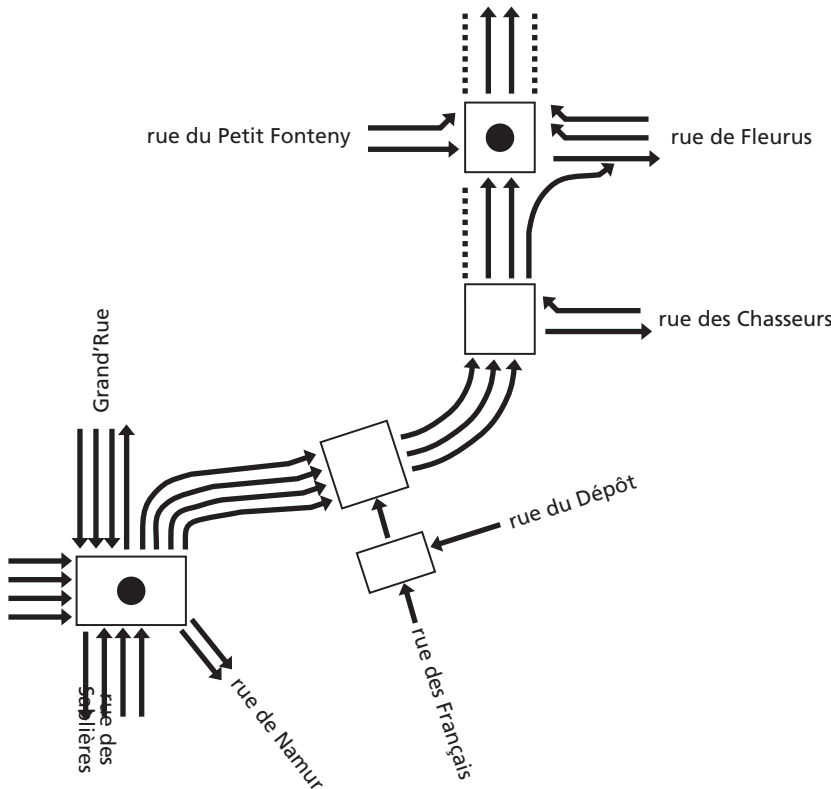 rue du Petit Fonteny
rue de Fleurus
rue des Chasseurs
Grand'Rue
rue du Dépôt
rue des Français
rue de Namur
rue des
Sablières